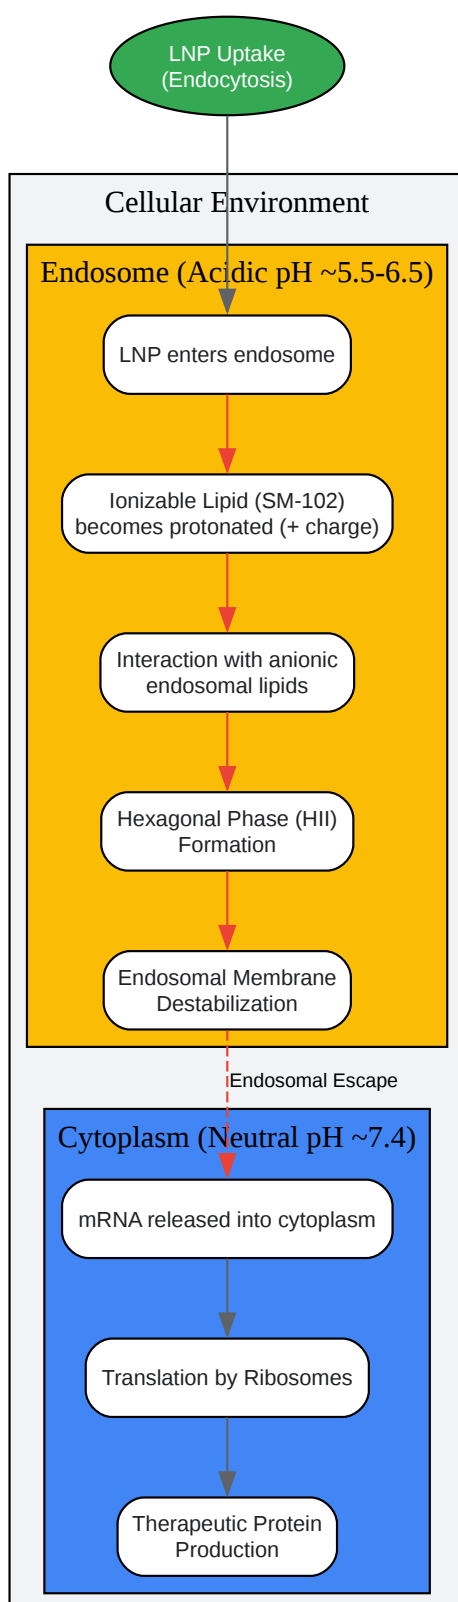 LNP Uptake
(Endocytosis)
Cellular Environment
Endosome (Acidic pH ~5.5-6.5)
LNP enters endosome
Ionizable Lipid (SM-102)
becomes protonated (+ charge)
Interaction with anionic
endosomal lipids
Hexagonal Phase (HII)
Formation
Endosomal Membrane
Destabilization
Endosomal Escape
Cytoplasm (Neutral pH ~7.4)
mRNA released into cytoplasm
Translation by Ribosomes
Therapeutic Protein
Production